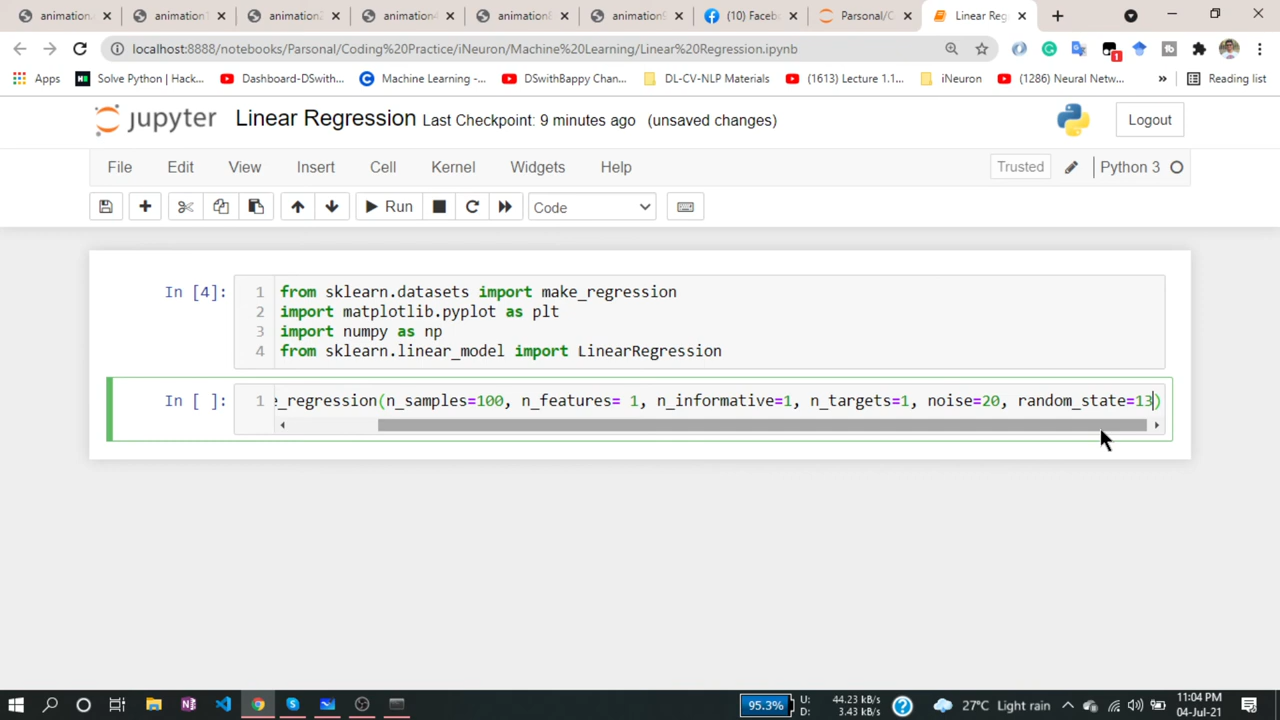 animation.
animation1
animation2
animation4
animation8
animation9
(10) Faceb
Parsonal/C
Linear Reg
localhost:8888/notebooks/Parsonal/Coding%20Practice/iNeuron/Machine%20Learning/Linear%20Regression.ipynb
Apps
Solve Python | Hack...
Dashboard-DSwith...
Machine Learning -...
DSwithBappy Chan...
DL-CV-NLP Materials
(1613) Lecture 1.1...
iNeuron
(1286) Neural Netw...
»
Reading list
jupyter Linear Regression Last Checkpoint: 9 minutes ago (unsaved changes)
Logout
File Edit View Insert Cell Kernel Widgets Help
Trusted
Python 3
Run
Code
In [4]:
1 from sklearn.datasets import make_regression
2 import matplotlib.pyplot as plt
3 import numpy as np
4 from sklearn.linear_model import LinearRegression
In [ ]:
1 e_regression(n_samples=100, n_features= 1, n_informative=1, n_targets=1, noise=20, random_state=13)
95.3%
U: 44.23 kB/s
D: 3.43 kB/s
27°C Light rain
11:04 PM
04-Jul-21